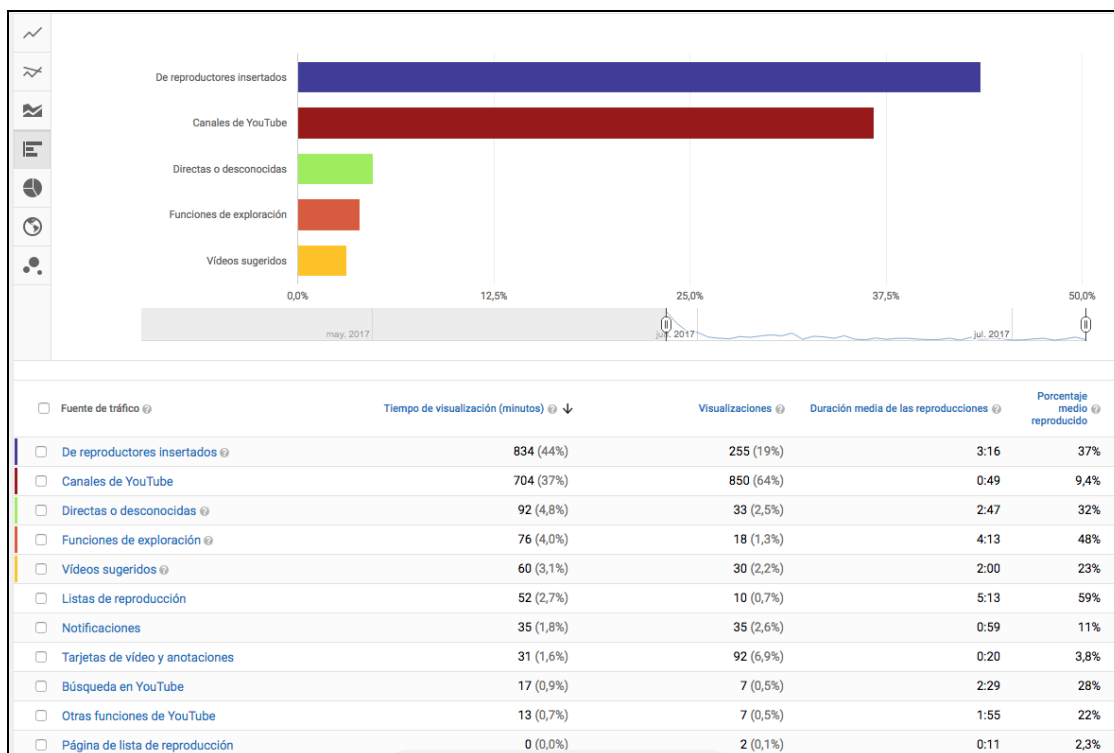 De reproductores insertados
Canales de YouTube
Directas o desconocidas
Funciones de exploración
Vídeos sugeridos
0,0% 12,5% 25,0% 37,5% 50,0%
may. 2017 jun. 2017 jul. 2017
Fuente de tráfico Tiempo de visualización (minutos) Visualizaciones Duración media de las reproducciones Porcentaje medio reproducido
De reproductores insertados 834 (44%) 255 (19%) 3:16 37%
Canales de YouTube 704 (37%) 850 (64%) 0:49 9,4%
Directas o desconocidas 92 (4,8%) 33 (2,5%) 2:47 32%
Funciones de exploración 76 (4,0%) 18 (1,3%) 4:13 48%
Vídeos sugeridos 60 (3,1%) 30 (2,2%) 2:00 23%
Listas de reproducción 52 (2,7%) 10 (0,7%) 5:13 59%
Notificaciones 35 (1,8%) 35 (2,6%) 0:59 11%
Tarjetas de vídeo y anotaciones 31 (1,6%) 92 (6,9%) 0:20 3,8%
Búsqueda en YouTube 17 (0,9%) 7 (0,5%) 2:29 28%
Otras funciones de YouTube 13 (0,7%) 7 (0,5%) 1:55 22%
Página de lista de reproducción 0 (0,0%) 2 (0,1%) 0:11 2,3%